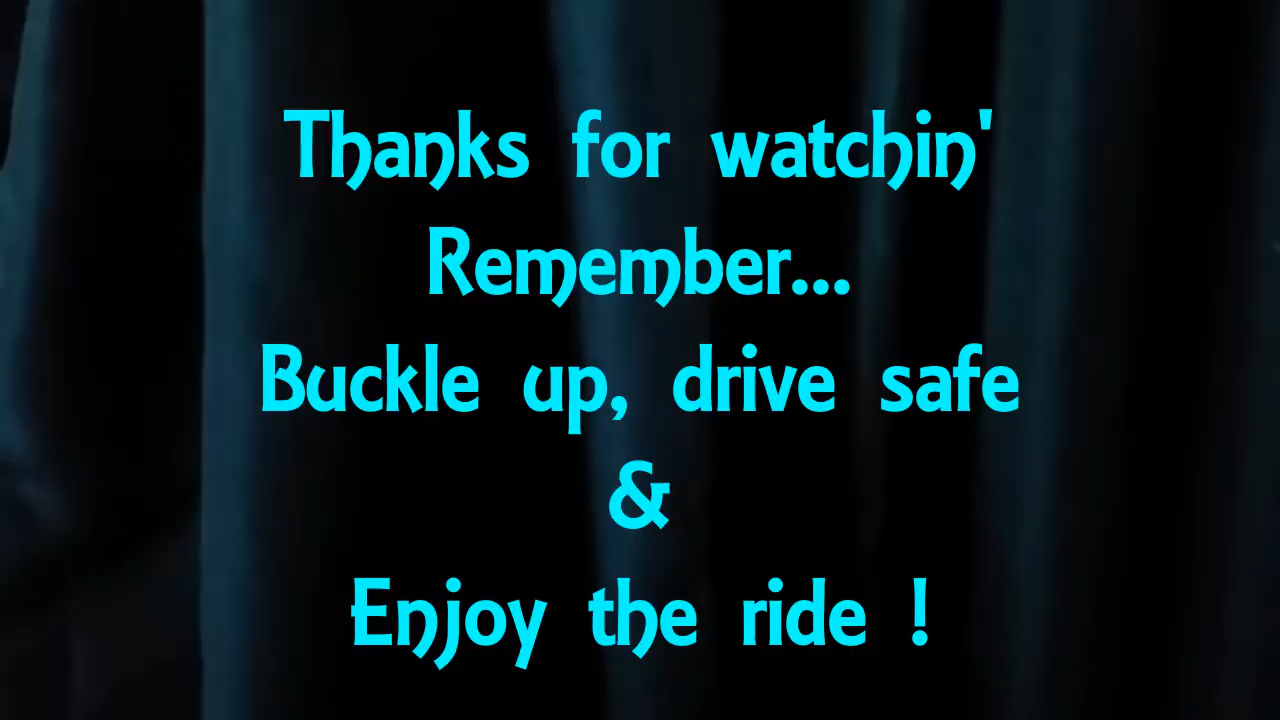 Thanks for watchin'
Remember...
Buckle up, drive safe
&
Enjoy the ride !